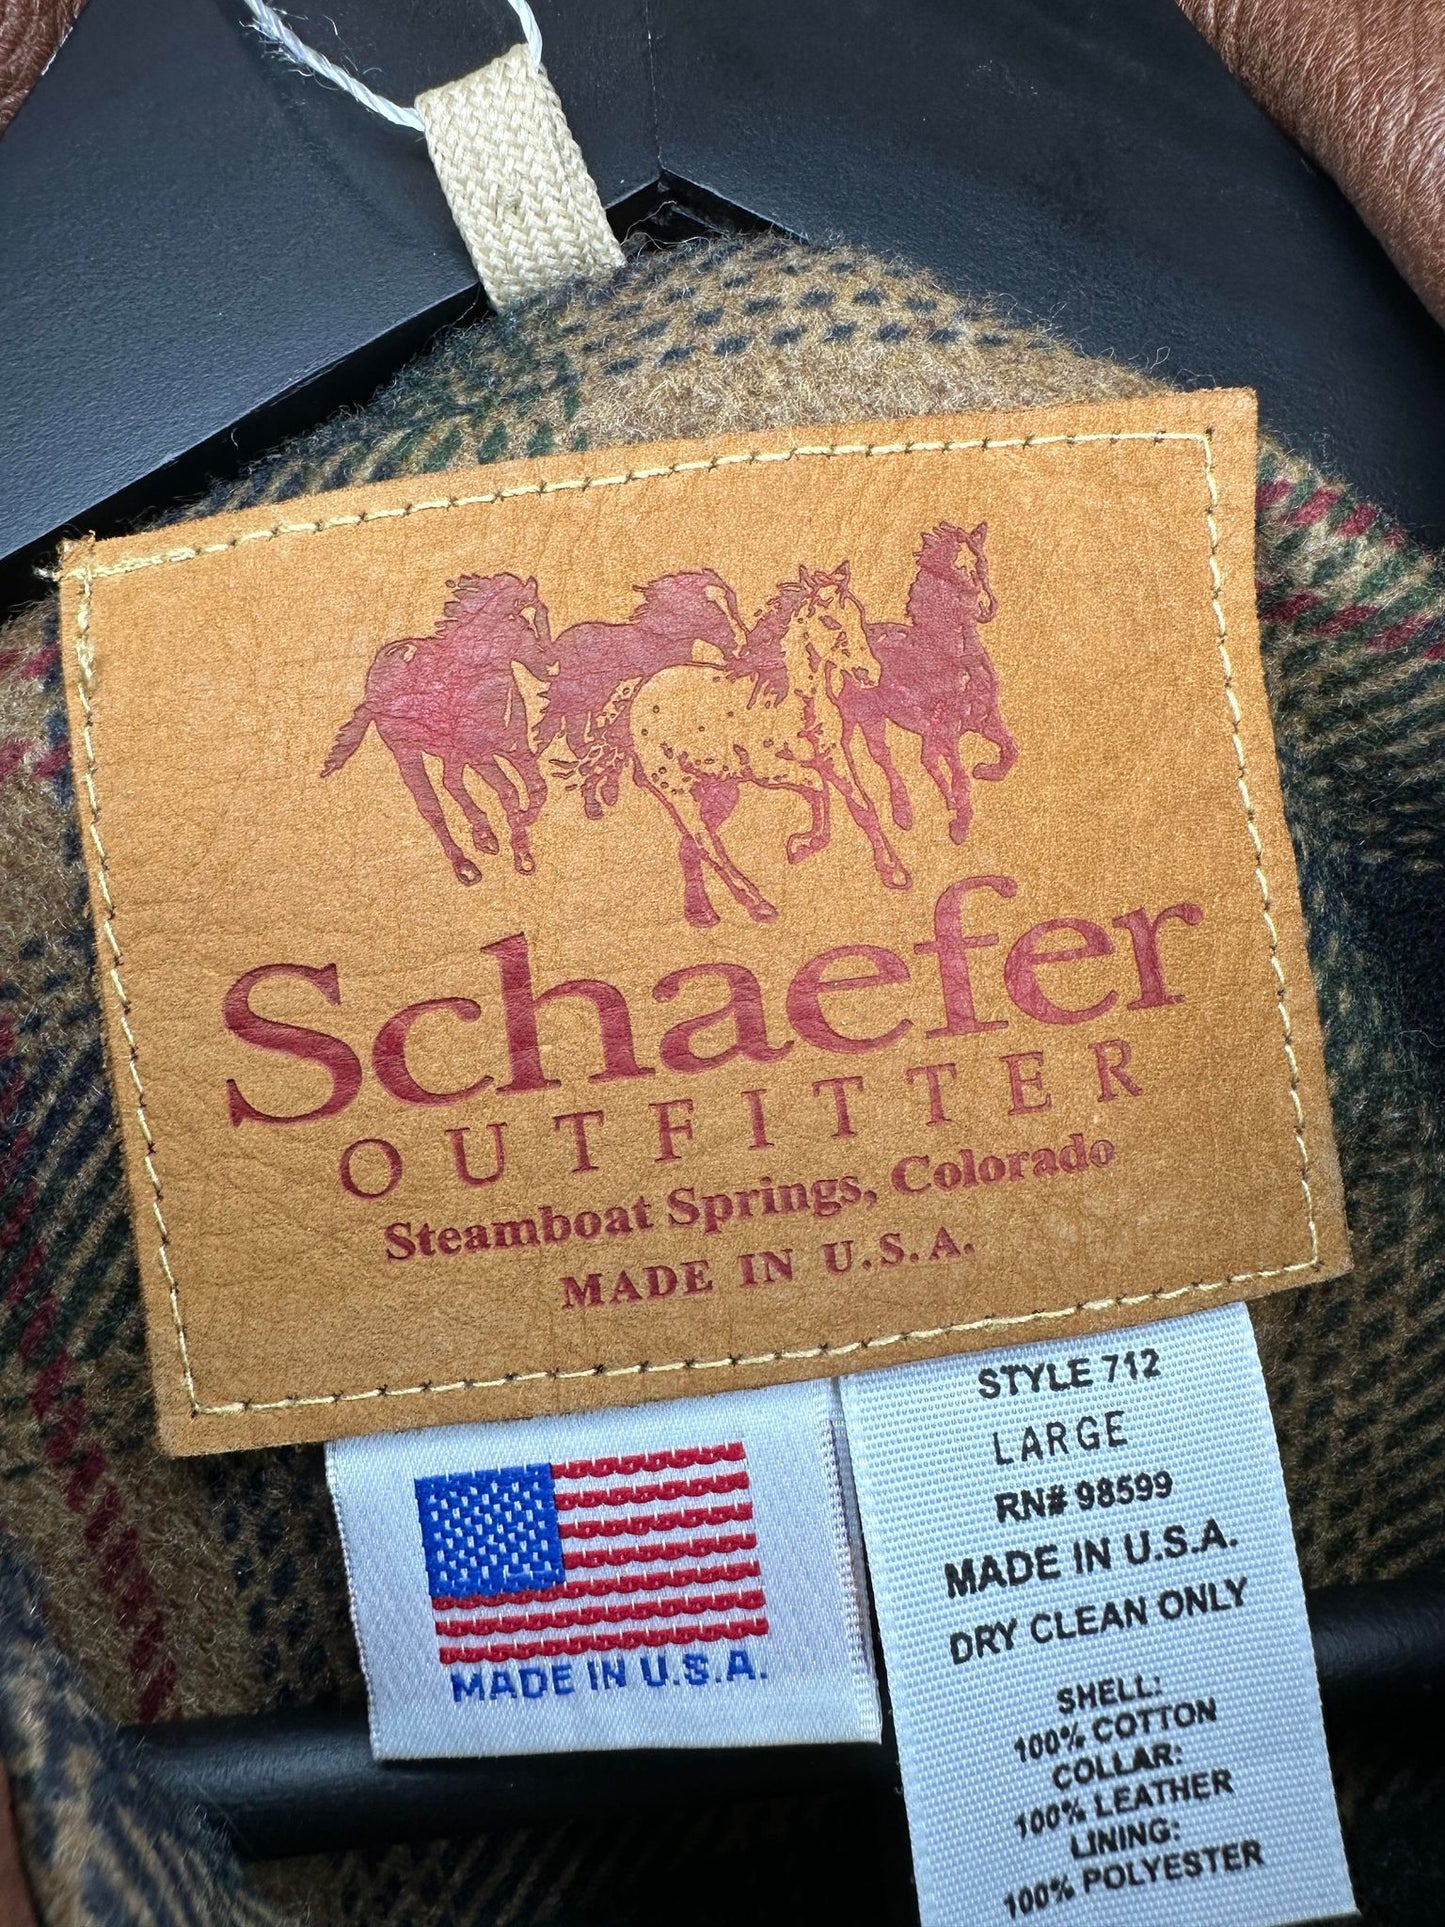 Schaefer
OUTFITTER
Steamboat Springs, Colorado
MADE IN U.S.A.
MADE IN U.S.A.
STYLE 712
LARGE
RN# 98599
MADE IN U.S.A.
DRY CLEAN ONLY
SHELL:
100% COTTON
COLLAR:
100% LEATHER
LINING:
100% POLYESTER